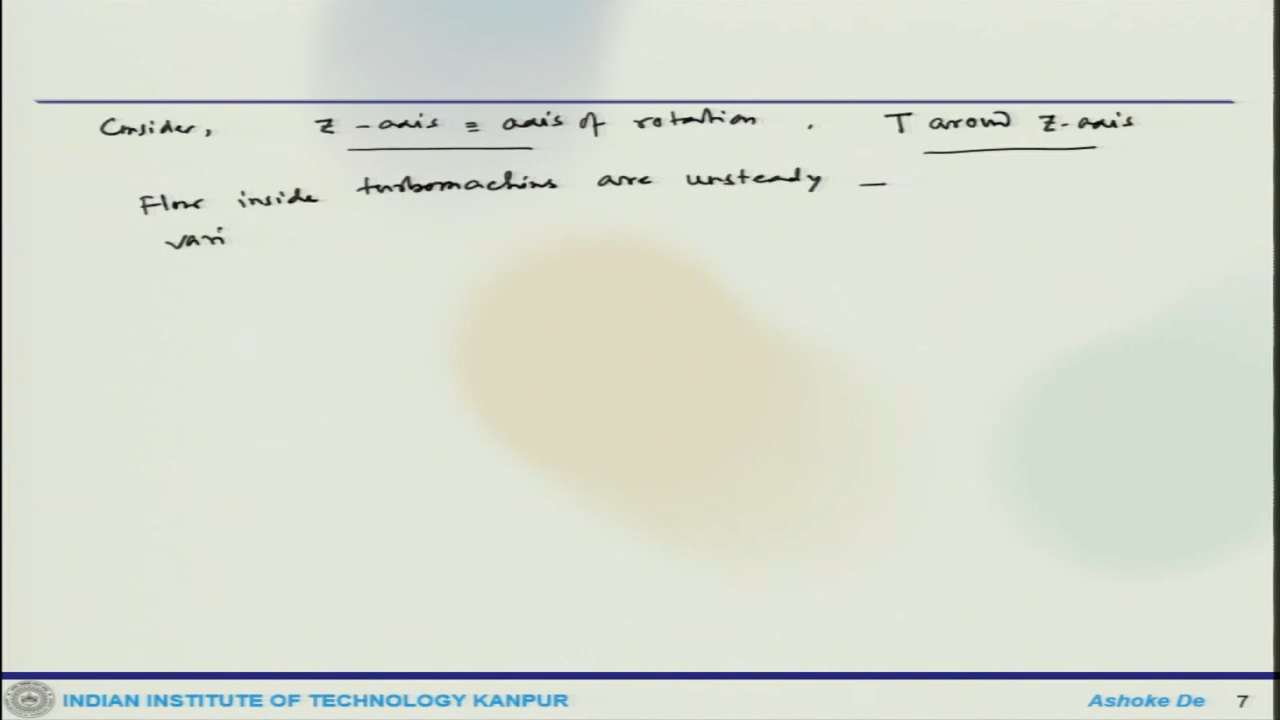 Consider, z-axis ≡ axis of rotation. T around z-axis
Flow inside turbomachins are unsteady —
vari
INDIAN INSTITUTE OF TECHNOLOGY KANPUR
Ashoke De 7